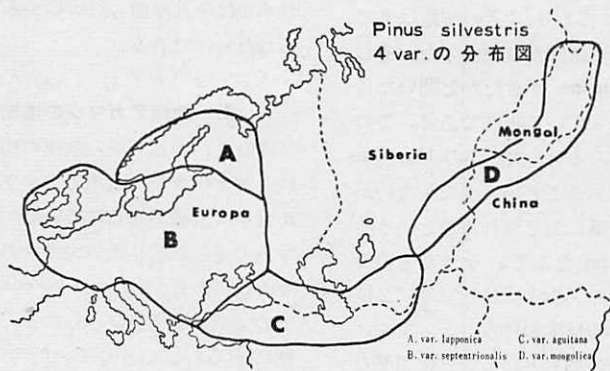 Pinus silvestris
4 var. の分布図
A
Mongol
Siberia
D
China
Europa
B
C
A. var. lapponica C. var. aguitana
B. var. septentrionalis D. var. mongolica